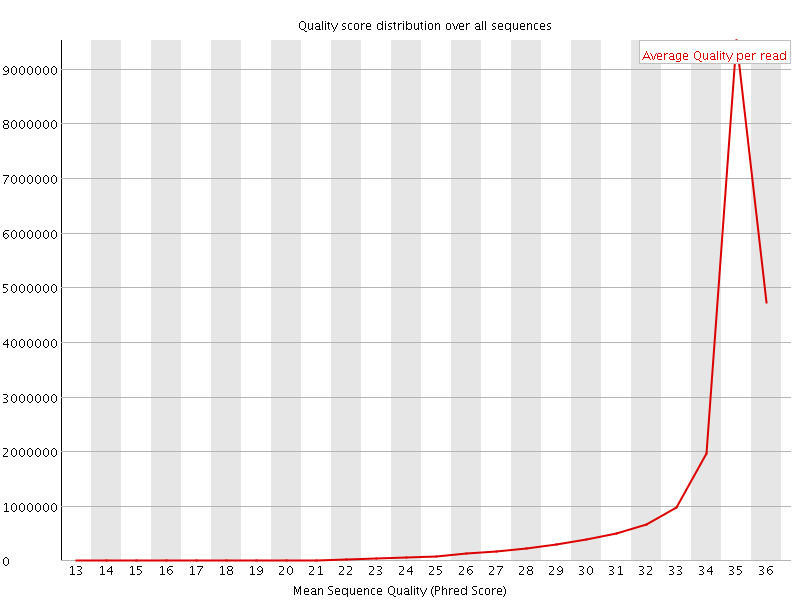 Quality score distribution over all sequences
Average Quality per read
9000000
8000000
7000000
6000000
5000000
4000000
3000000
2000000
1000000
0
13 14 15 16 17 18 19 20 21 22 23 24 25 26 27 28 29 30 31 32 33 34 35 36
Mean Sequence Quality (Phred Score)